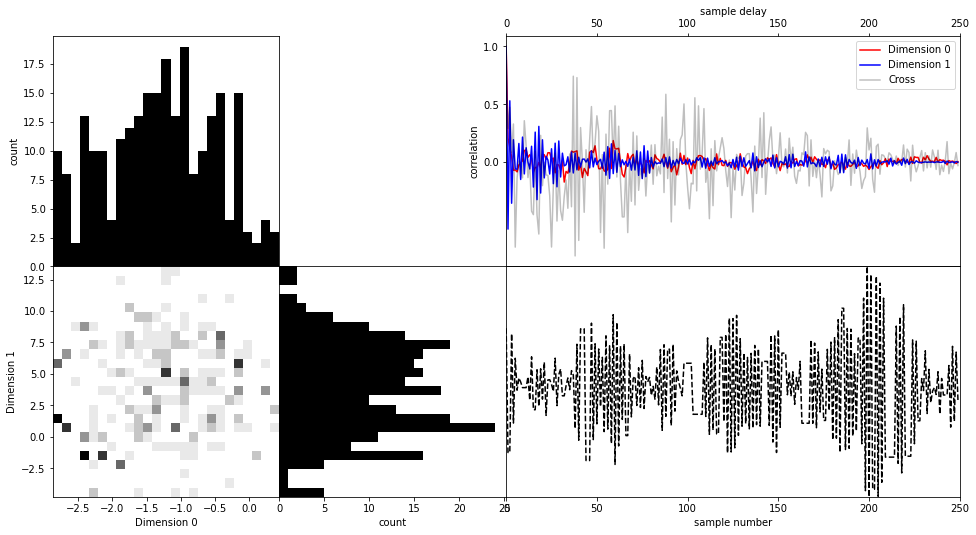 sample delay
0 50 100 150 200 250
17.5
15.0
12.5
10.0
7.5
5.0
2.5
0.0
count
1.0
0.5
0.0
correlation
Dimension 0
Dimension 1
Cross
12.5
10.0
7.5
5.0
2.5
0.0
−2.5
Dimension 1
−2.5 −2.0 −1.5 −1.0 −0.5 0.0
Dimension 0
0 5 10 15 20 25
count
0 50 100 150 200 250
sample number